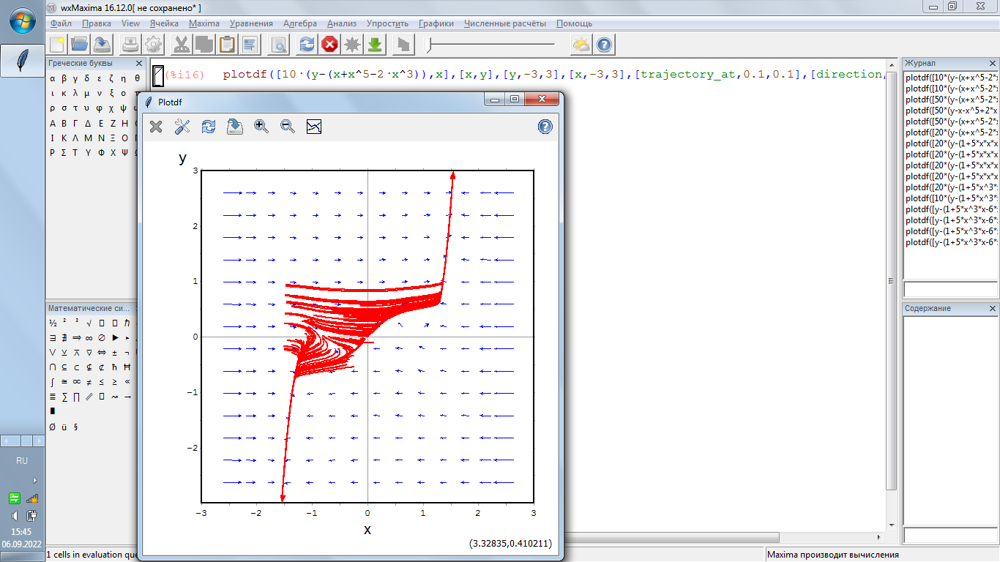 wxMaxima 16.12.0[ не сохранено* ]
Файл Правка View Ячейка Maxima Уравнения Алгебра Анализ Упростить Графики Численные расчёты Помощь
Греческие буквы
α β γ δ ε ζ η θ
ι κ λ μ ν ξ ο π
ρ σ τ υ φ χ ψ ω
Α Β Γ Δ Ε Ζ Η Θ
Ι Κ Λ Μ Ν Ξ Ο Π
Ρ Σ Τ Υ Φ Χ Ψ Ω
(%i16) plotdf([10·(y-(x+x^5-2·x^3)),x],[x,y],[y,-3,3],[x,-3,3],[trajectory_at,0.1,0.1],[direction,
Журнал
plotdf([10*(y-(x+x^5-2*
plotdf([10*(y-(x+x^5-2*
plotdf([50*(y-(x+x^5-2*
plotdf([50*(y-x-x^5+2*x
plotdf([50*(y-(x+x^5-2*
plotdf([20*(y-(x+x^5-2*
plotdf([20*(y-(1+5*x*x*x
plotdf([20*(y-(1+5*x*x*x
plotdf([20*(y-(1+5*x*x*x
plotdf([20*(y-(1+5*x*x*x
plotdf([20*(y-(1+5*x^3*
plotdf([10*(y-(1+5*x^3*
plotdf([y-(1+5*x^3*x-6*
plotdf([y-(1+5*x^3*x-6*
plotdf([y-(1+5*x^3*x-6*
plotdf([y-(1+5*x^3*x-6*
Plotdf
y
3
2
1
0
−1
−2
−3 −2 −1 0 1 2 3
x
(3.32835,0.410211)
Математические си...
½ ² ³ √ ℏ
∃ ∄ ⇒ ∞ ∅ ▶ ▸
⋁ ⊻ ⊼ ⊽ ⇔ ± ¬
∩ ⊆ ⊂ ⊈ ⊄ ħ Ħ
∫ ≅ ∝ ≠ ≤ ≥ ≪
≣ ∑ ∏ ∥ ⇝ →
∎
Ø ü §
Содержание
RU
15:45
06.09.2022
1 cells in evaluation que
Maxima производит вычисления